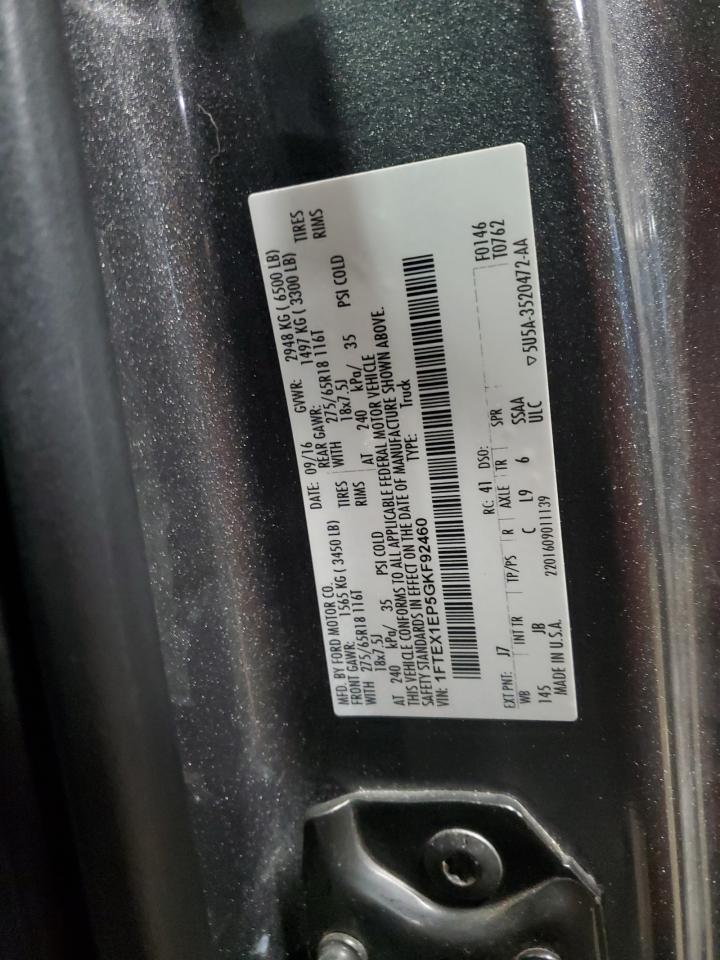 MFD. BY FORD MOTOR CO. DATE: 09/16 GVWR: 2948 KG ( 6500 LB)
FRONT GAWR: 1565 KG ( 3450 LB) REAR GAWR: 1497 KG ( 3300 LB)
WITH 275/65R18 116T TIRES WITH 275/65R18 116T TIRES
18x7.5J RIMS 18x7.5J RIMS
AT 240 kPa/ 35 PSI COLD AT 240 kPa/ 35 PSI COLD
THIS VEHICLE CONFORMS TO ALL APPLICABLE FEDERAL MOTOR VEHICLE
SAFETY STANDARDS IN EFFECT ON THE DATE OF MANUFACTURE SHOWN ABOVE.
VIN: 1FTEX1EP5GKF92460 TYPE: Truck
F0146
EXT PNT: J7 RC: 41 DSO: T0762
WB INT TR TP/PS R AXLE TR SPR
145 JB C L9 6 SSAA
MADE IN U.S.A. 2201609011139 ULC ▽5U5A-3520472-AA